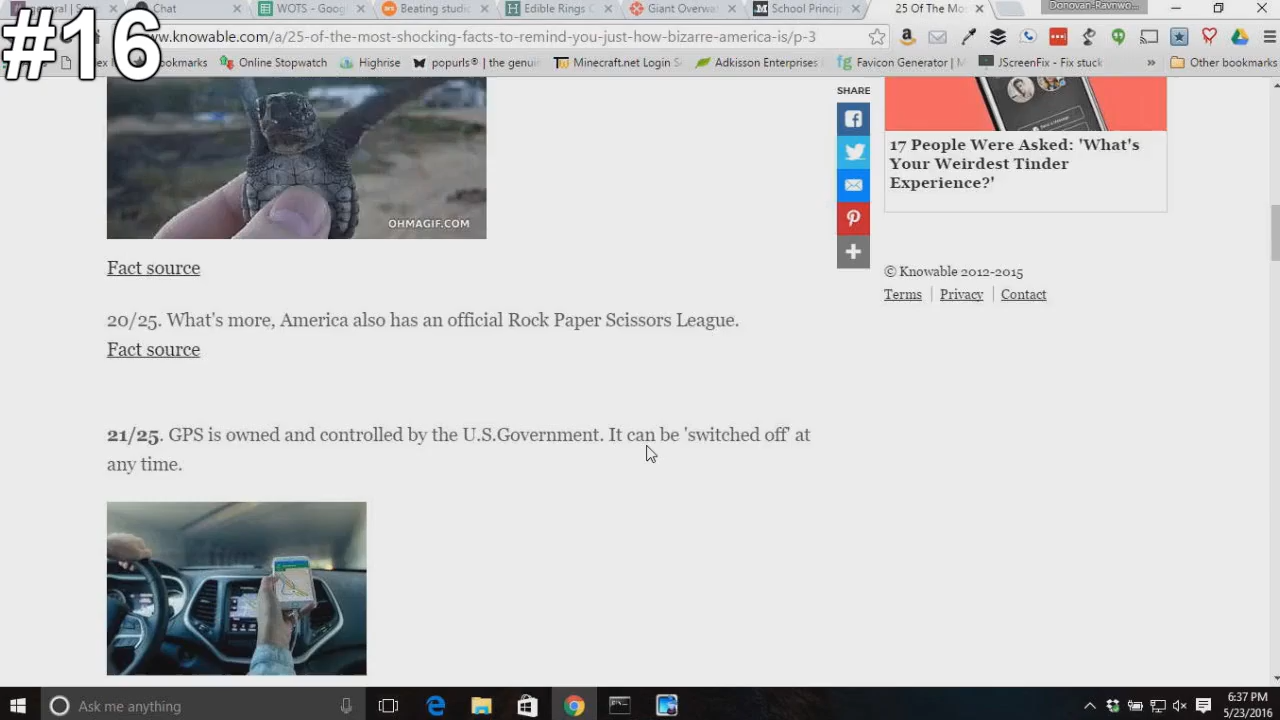 #16
Chat
WOTS - Goog
Beating studio
Edible Rings C
Giant Overwa
School Princip
25 Of The Mos
www.knowable.com/a/25-of-the-most-shocking-facts-to-remind-you-just-how-bizarre-america-is/p-3
Favicon
Online Stopwatch
Highrise
popurls® | the genui
Minecraft.net Login S
Adkisson Enterprises
Favicon Generator /
JScreenFix - Fix stuck
»
Other bookmarks
OHMAGIF.COM
SHARE
17 People Were Asked: 'What's
Your Weirdest Tinder
Experience?'
© Knowable 2012-2015
Terms | Privacy | Contact
Fact source
20/25. What's more, America also has an official Rock Paper Scissors League.
Fact source
21/25. GPS is owned and controlled by the U.S.Government. It can be 'switched off' at
any time.
Ask me anything
6:37 PM
5/23/2016